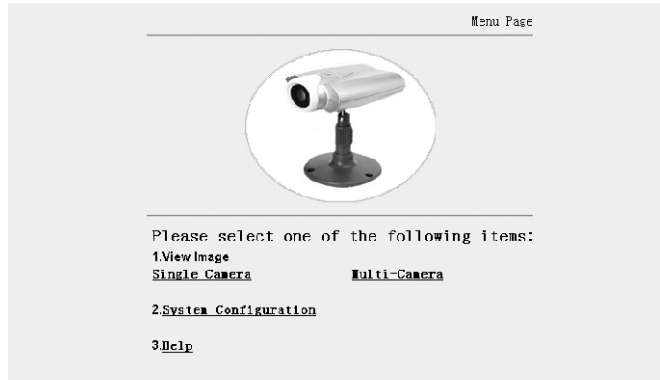 Menu Page
Please select one of the following items:
1.View Image
Single Camera Multi-Camera
2.System Configuration
3.Help